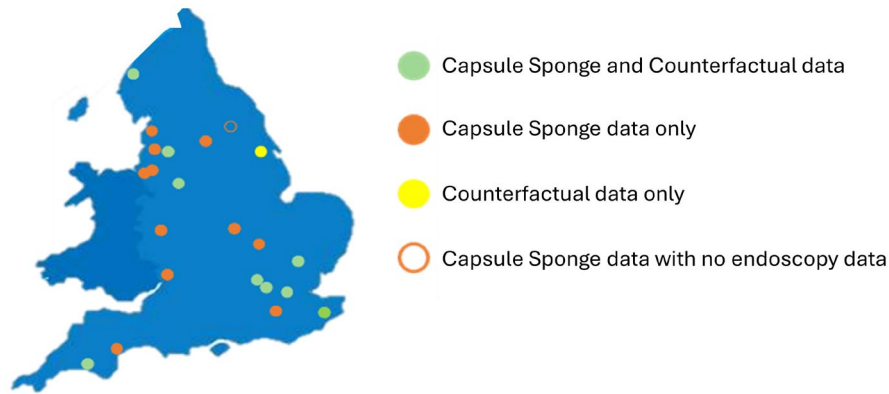 Capsule Sponge and Counterfactual data
Capsule Sponge data only
Counterfactual data only
Capsule Sponge data with no endoscopy data